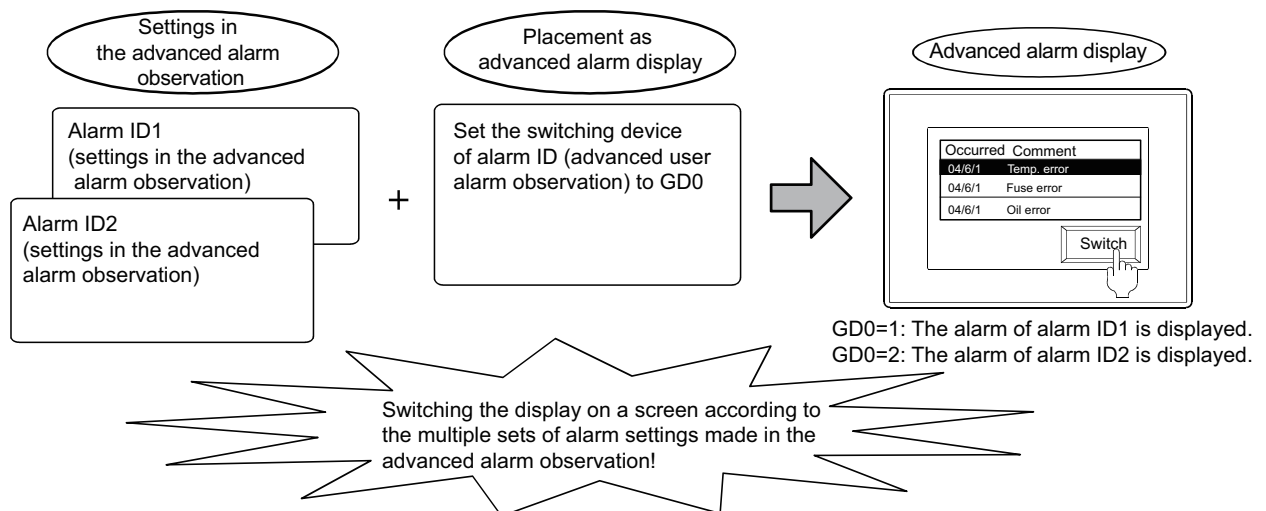 Settings in
the advanced alarm
observation
Alarm ID1
(settings in the advanced
alarm observation)
Alarm ID2
(settings in the advanced
alarm observation)
+
Placement as
advanced alarm display
Set the switching device
of alarm ID (advanced user
alarm observation) to GD0
Advanced alarm display
Occurred Comment
04/6/1 Temp. error
04/6/1 Fuse error
04/6/1 Oil error
Switch
GD0=1: The alarm of alarm ID1 is displayed.
GD0=2: The alarm of alarm ID2 is displayed.
Switching the display on a screen according to
the multiple sets of alarm settings made in the
advanced alarm observation!